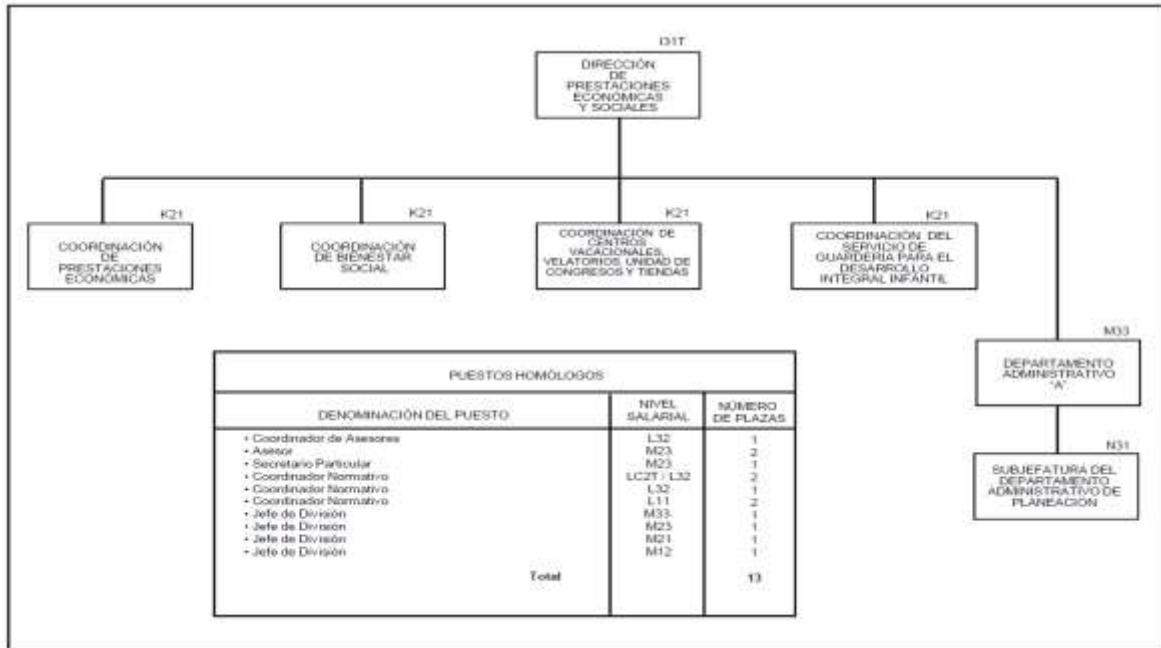 I31T
DIRECCIÓN
DE
PRESTACIONES
ECONÓMICAS
Y SOCIALES
K21
COORDINACIÓN
DE
PRESTACIONES
ECONÓMICAS
K21
COORDINACIÓN
DE BIENESTAR
SOCIAL
K21
COORDINACIÓN DE
CENTROS
VACACIONALES,
VELATORIOS, UNIDAD DE
CONGRESOS Y TIENDAS
K21
COORDINACIÓN DEL
SERVICIO DE
GUARDERÍA PARA EL
DESARROLLO
INTEGRAL INFANTIL
M33
DEPARTAMENTO
ADMINISTRATIVO
"A"
N31
SUBJEFATURA DEL
DEPARTAMENTO
ADMINISTRATIVO DE
PLANEACIÓN
PUESTOS HOMÓLOGOS
DENOMINACIÓN DEL PUESTO NIVEL SALARIAL NÚMERO DE PLAZAS
• Coordinador de Asesores L32 1
• Asesor M23 2
• Secretario Particular M23 1
• Coordinador Normativo LC2T / L32 2
• Coordinador Normativo L32 1
• Coordinador Normativo L11 2
• Jefe de División M33 1
• Jefe de División M23 1
• Jefe de División M21 1
• Jefe de División M12 1
Total 13